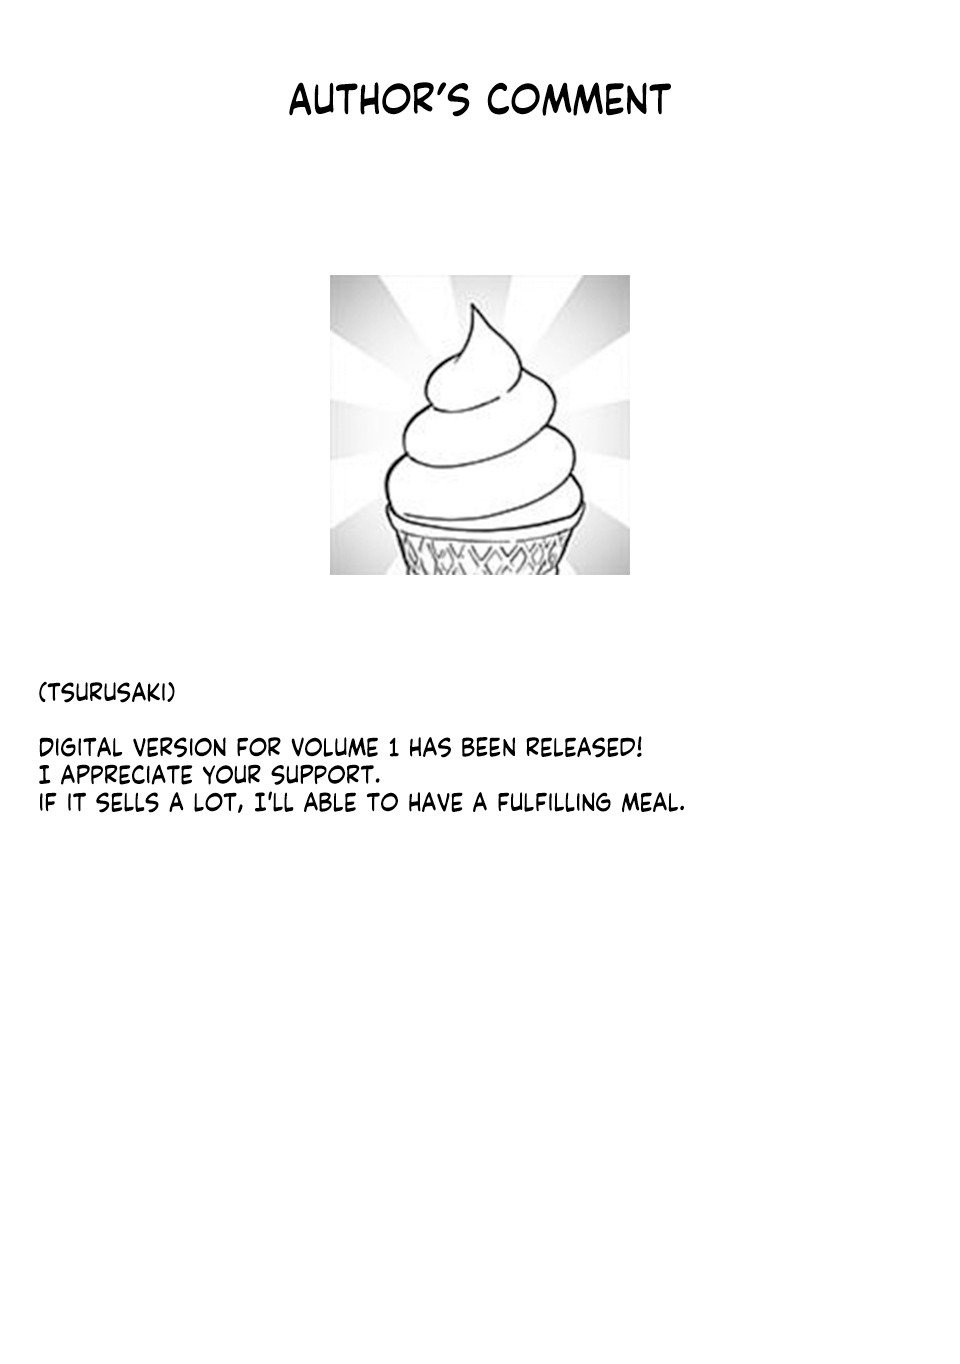 AUTHOR'S COMMENT
(TSURUSAKI)
DIGITAL VERSION FOR VOLUME 1 HAS BEEN RELEASED!
I APPRECIATE YOUR SUPPORT.
IF IT SELLS A LOT, I'LL ABLE TO HAVE A FULFILLING MEAL.